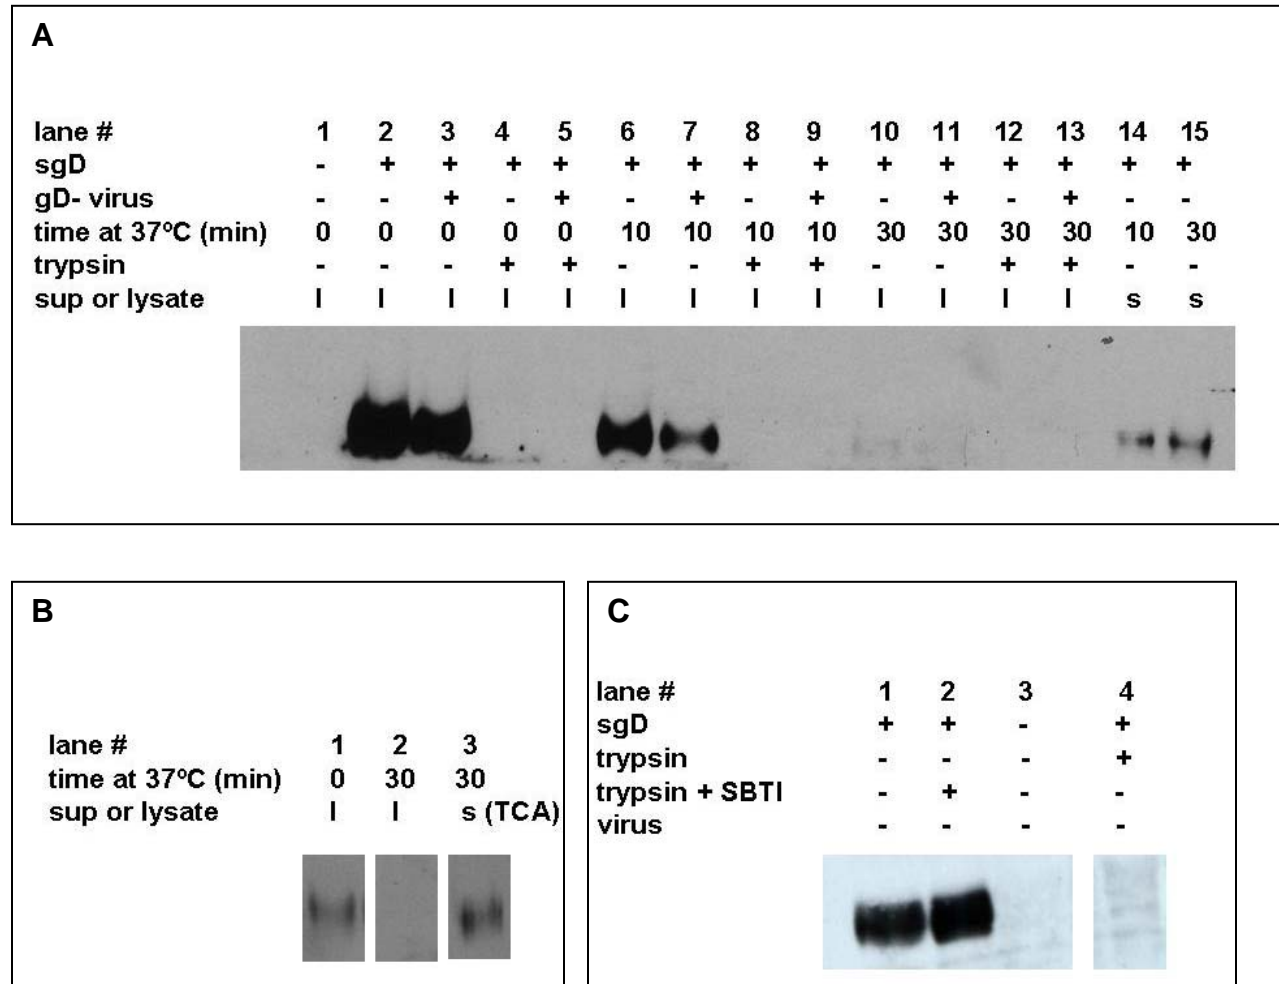 A
lane # 1 2 3 4 5 6 7 8 9 10 11 12 13 14 15
sgD - + + + + + + + + + + + + + +
gD- virus - - + - + - + - + - + - + - -
time at 37ºC (min) 0 0 0 0 0 10 10 10 10 30 30 30 30 10 30
trypsin - - - + + - - + + - - + + - -
sup or lysate l l l l l l l l l l l l l s s
B
lane # 1 2 3
time at 37ºC (min) 0 30 30
sup or lysate l l s (TCA)
C
lane # 1 2 3 4
sgD + + - +
trypsin - - - +
trypsin + SBTI - + - -
virus - - - -